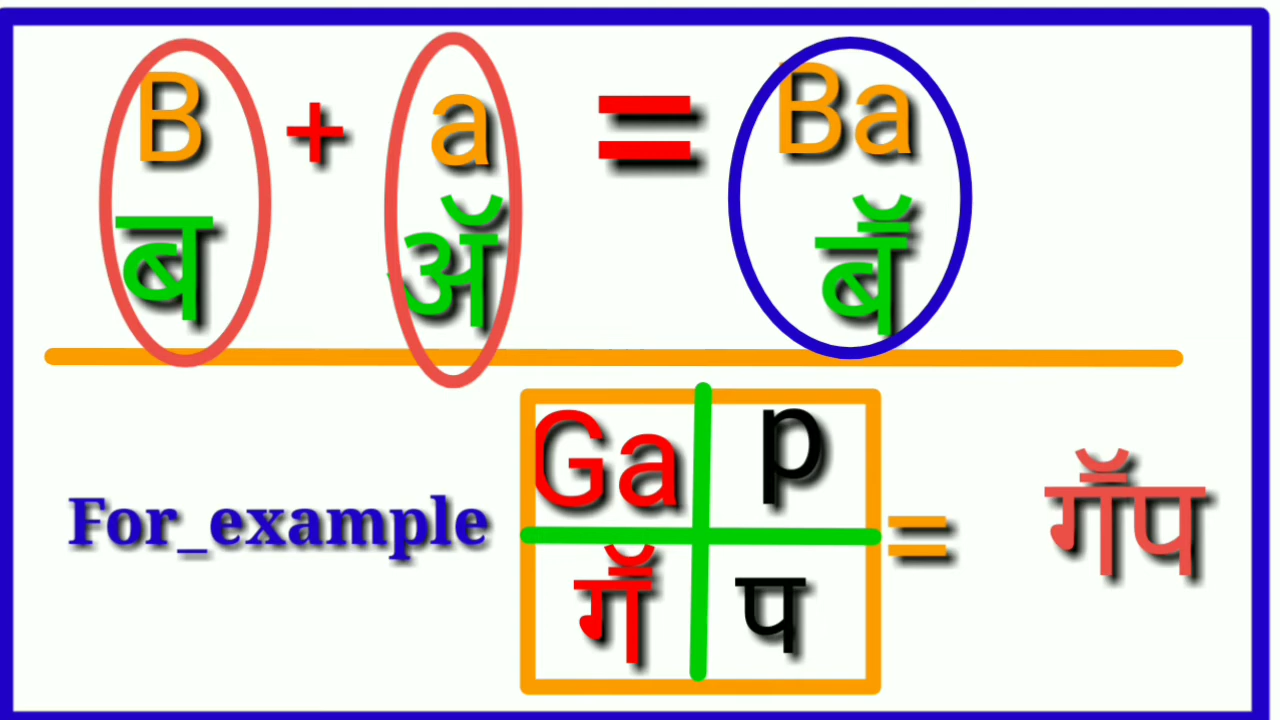 B + a = Ba
ब अॅ बॅ
Ga p
For_example = गॅप
गॅ प